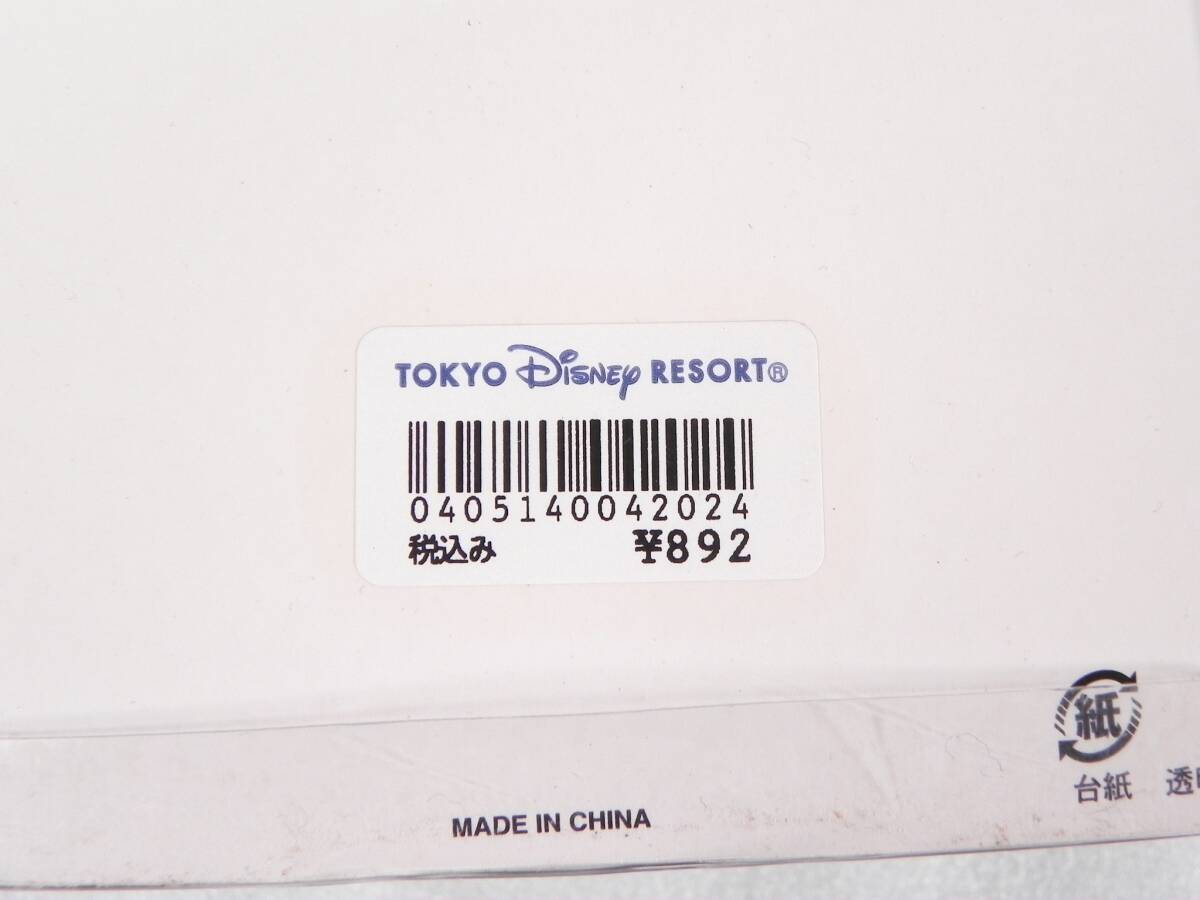 TOKYO Disney RESORT®
0405140042024
税込み ¥892
紙
台紙 透
MADE IN CHINA